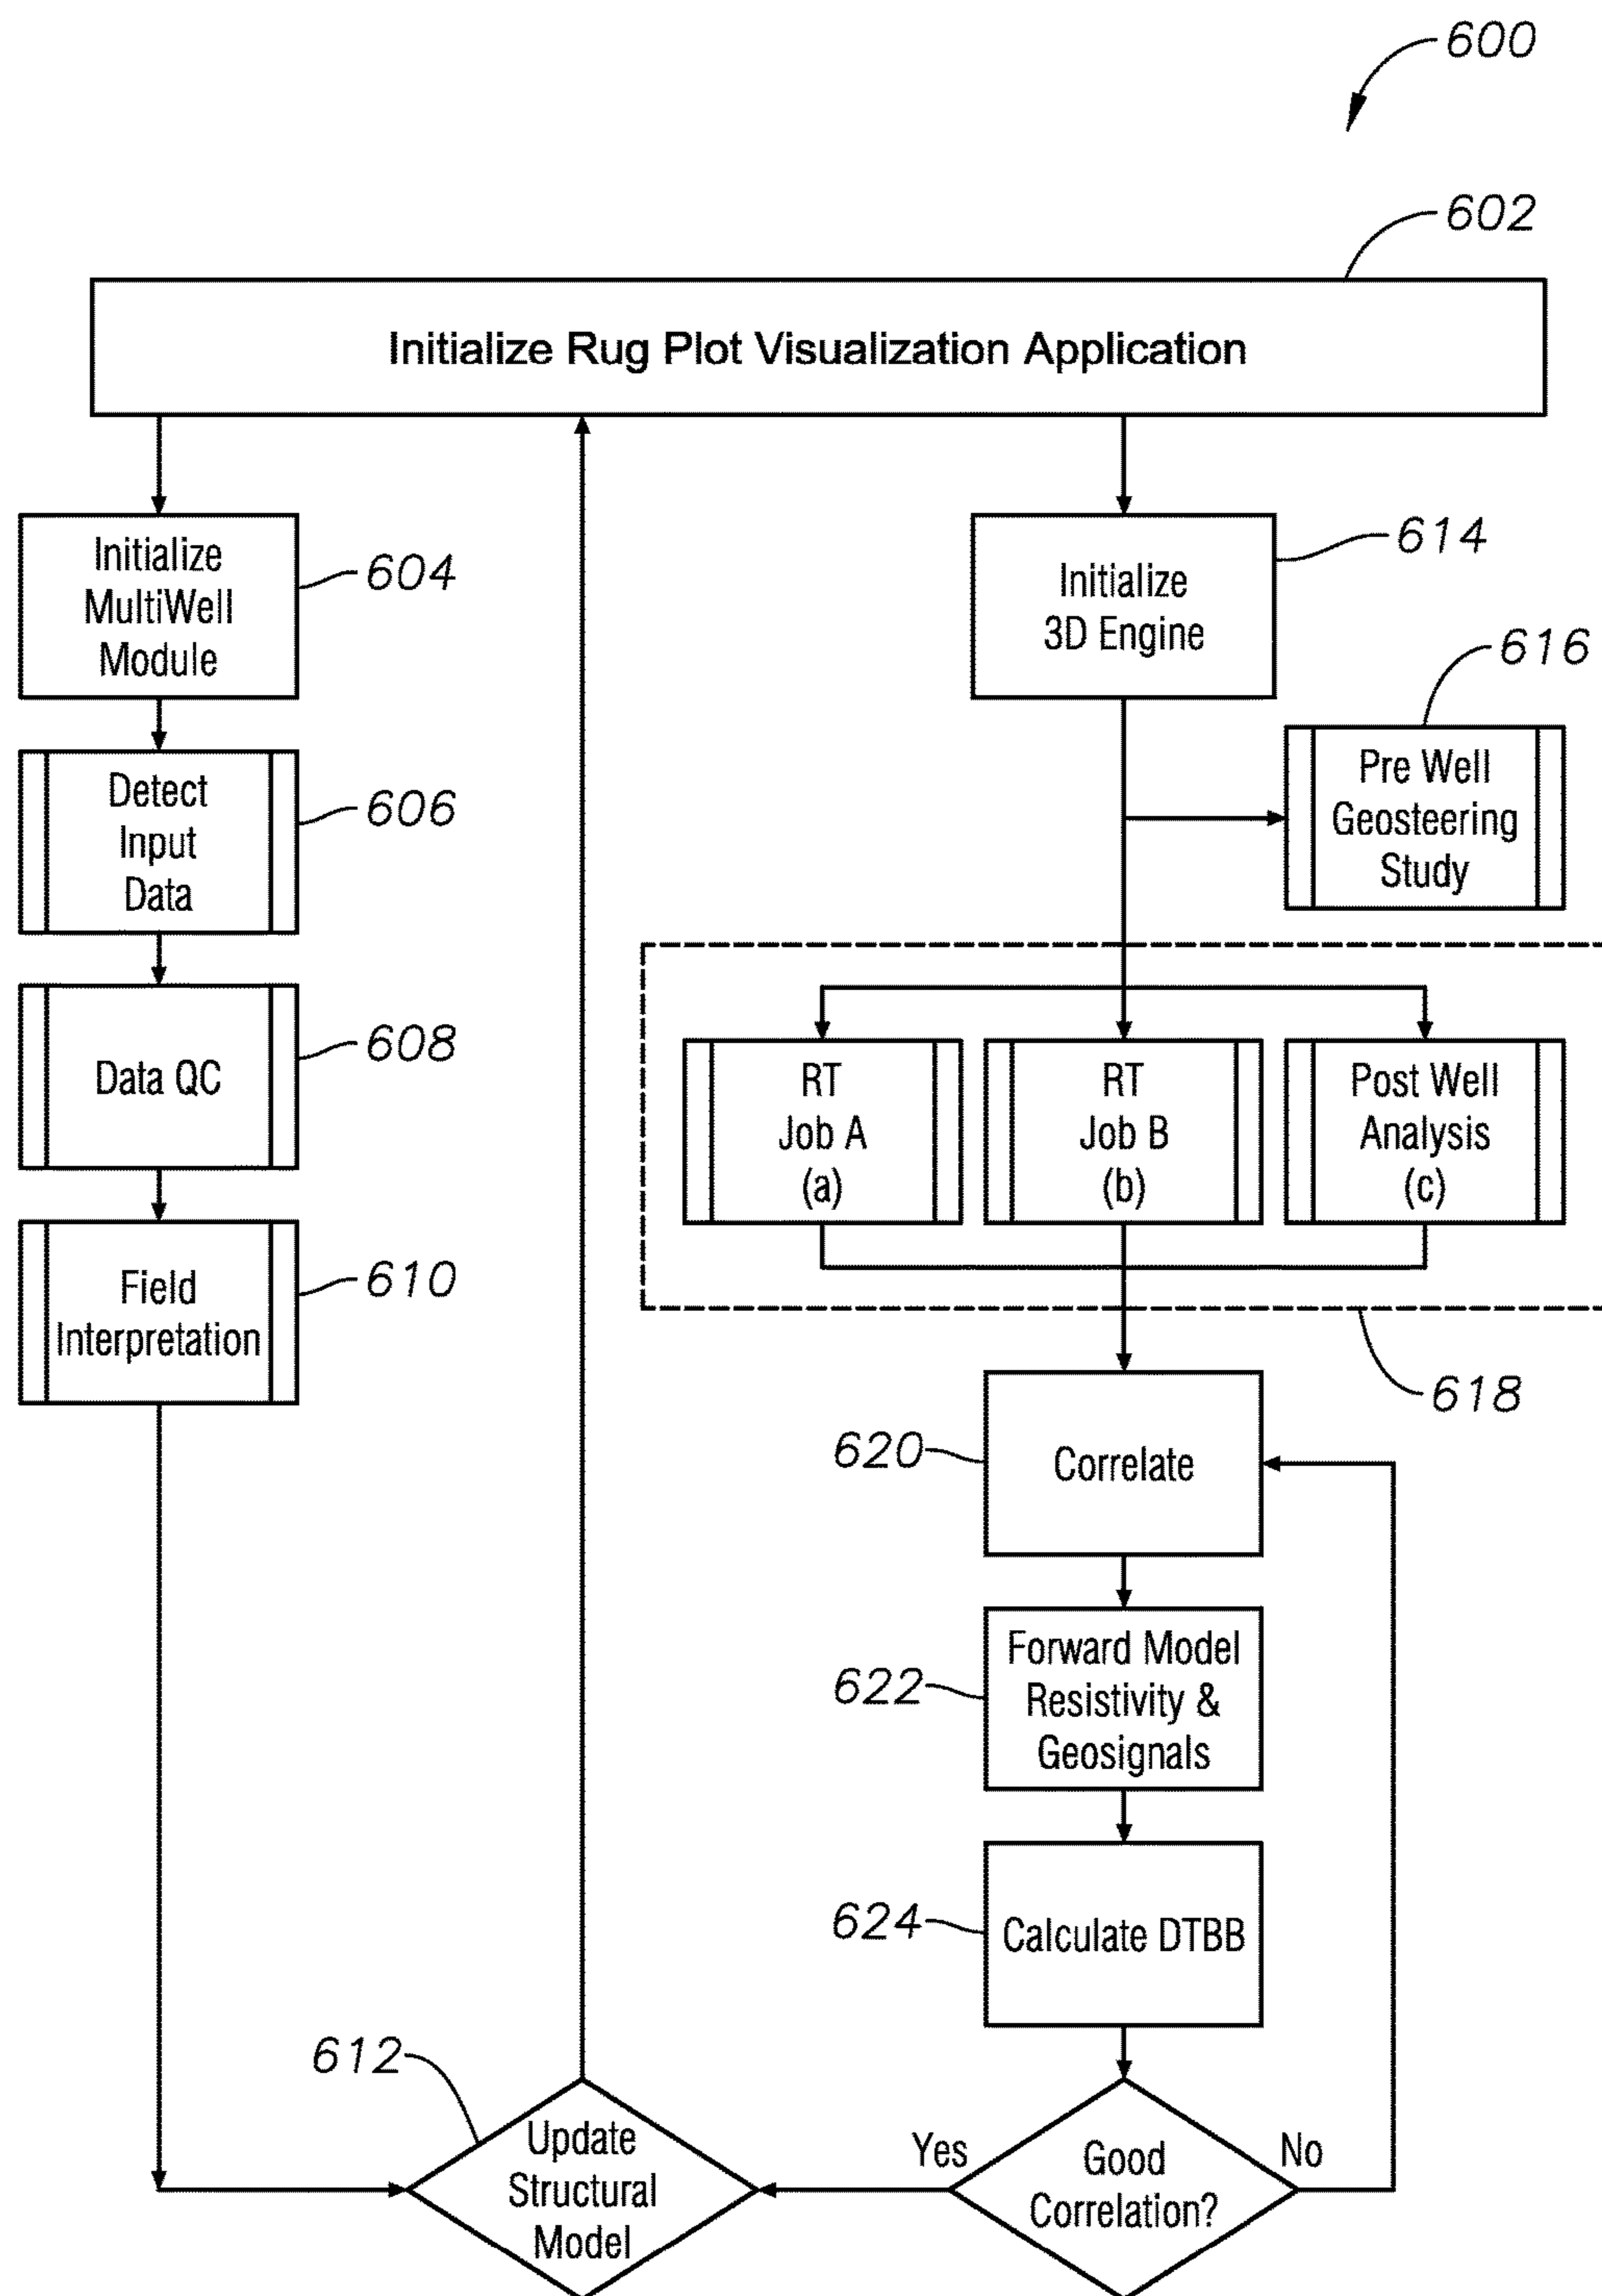 600
602
Initialize Rug Plot Visualization Application
Initialize
MultiWell
Module
604
Initialize
3D Engine
614
616
Pre Well
Geosteering
Study
Detect
Input
Data
606
Data QC
608
RT
Job A
(a)
RT
Job B
(b)
Post Well
Analysis
(c)
Field
Interpretation
610
618
620
Correlate
622
Forward Model
Resistivity &
Geosignals
624
Calculate DTBB
612
Update
Structural
Model
Yes
Good
Correlation?
No